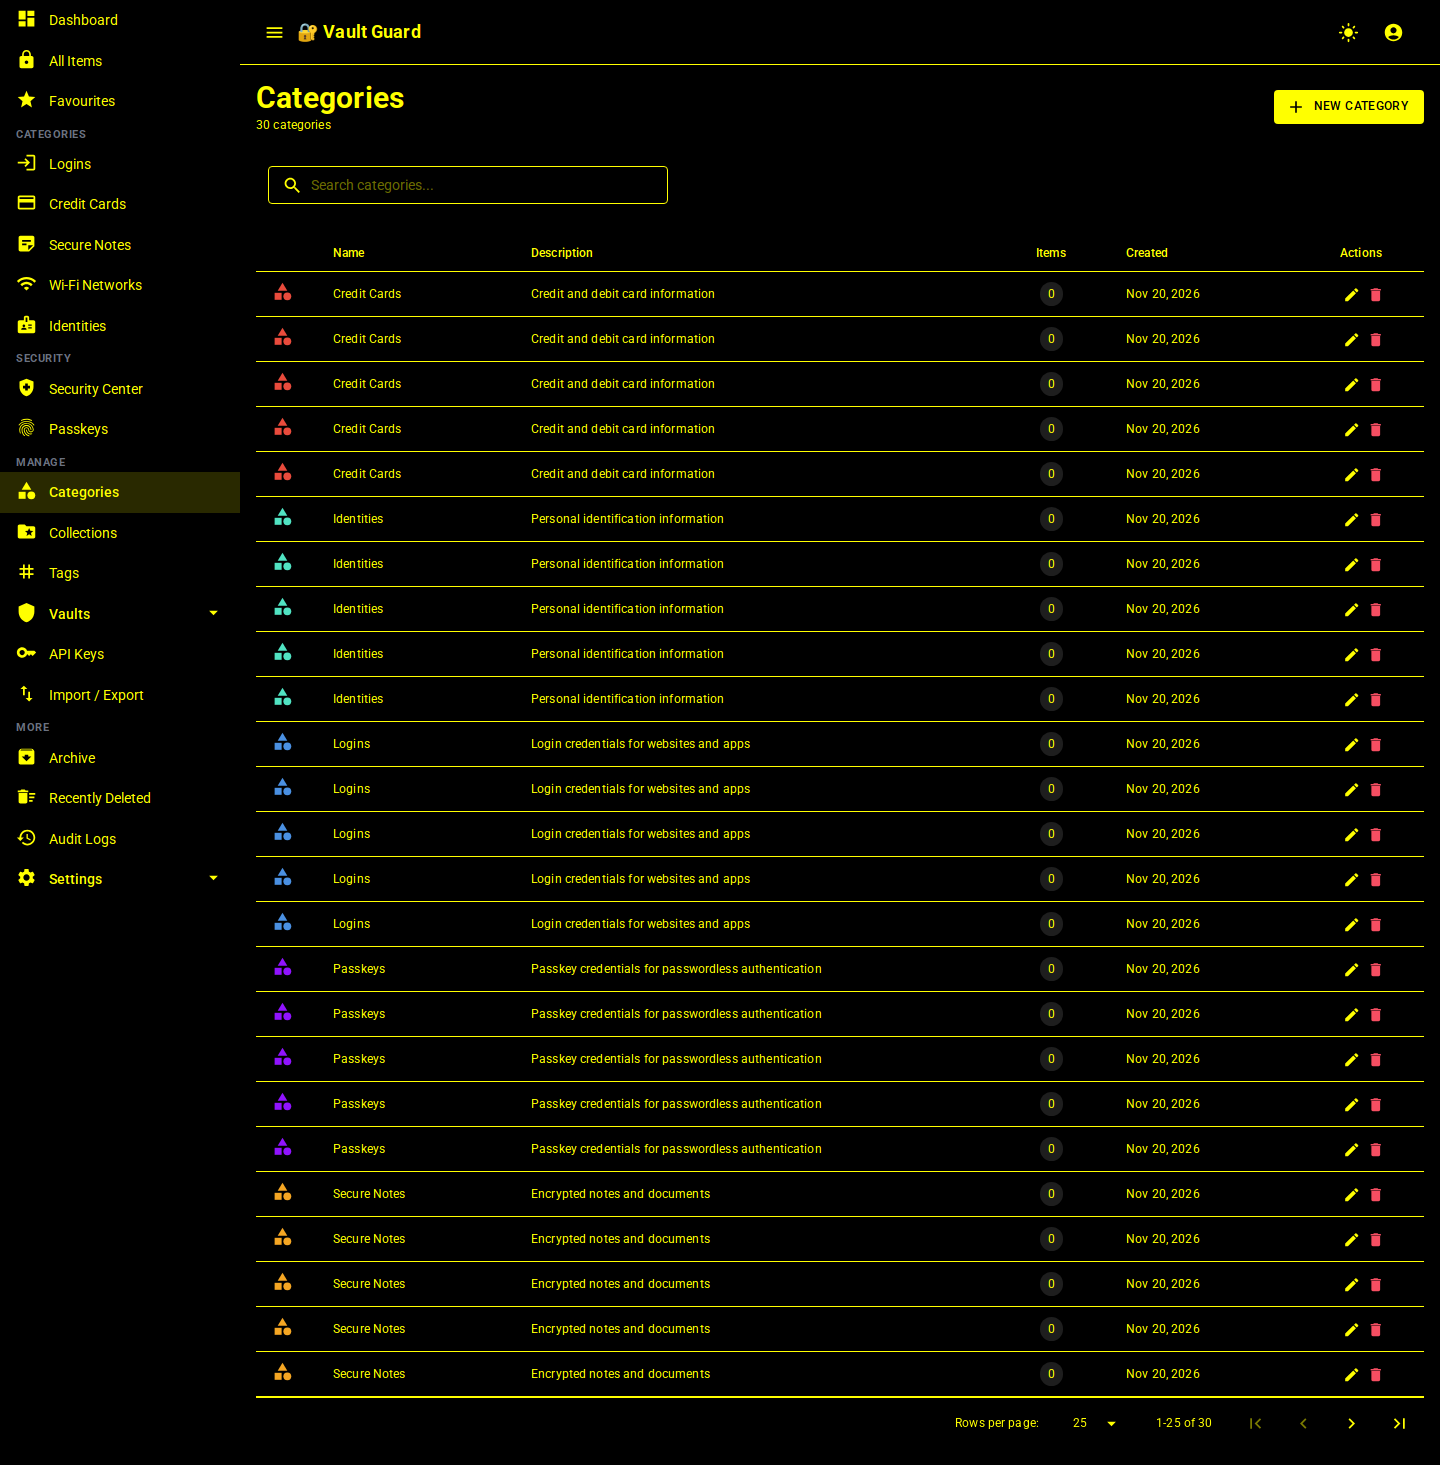 Dashboard
All Items
Favourites
CATEGORIES
Logins
Credit Cards
Secure Notes
Wi-Fi Networks
Identities
SECURITY
Security Center
Passkeys
MANAGE
Categories
Collections
Tags
Vaults
API Keys
Import / Export
MORE
Archive
Recently Deleted
Audit Logs
Settings
🔐 Vault Guard
Categories
30 categories
NEW CATEGORY
Search categories...
Name Description Items Created Actions
Credit Cards Credit and debit card information 0 Nov 20, 2026
Credit Cards Credit and debit card information 0 Nov 20, 2026
Credit Cards Credit and debit card information 0 Nov 20, 2026
Credit Cards Credit and debit card information 0 Nov 20, 2026
Credit Cards Credit and debit card information 0 Nov 20, 2026
Identities Personal identification information 0 Nov 20, 2026
Identities Personal identification information 0 Nov 20, 2026
Identities Personal identification information 0 Nov 20, 2026
Identities Personal identification information 0 Nov 20, 2026
Identities Personal identification information 0 Nov 20, 2026
Logins Login credentials for websites and apps 0 Nov 20, 2026
Logins Login credentials for websites and apps 0 Nov 20, 2026
Logins Login credentials for websites and apps 0 Nov 20, 2026
Logins Login credentials for websites and apps 0 Nov 20, 2026
Logins Login credentials for websites and apps 0 Nov 20, 2026
Passkeys Passkey credentials for passwordless authentication 0 Nov 20, 2026
Passkeys Passkey credentials for passwordless authentication 0 Nov 20, 2026
Passkeys Passkey credentials for passwordless authentication 0 Nov 20, 2026
Passkeys Passkey credentials for passwordless authentication 0 Nov 20, 2026
Passkeys Passkey credentials for passwordless authentication 0 Nov 20, 2026
Secure Notes Encrypted notes and documents 0 Nov 20, 2026
Secure Notes Encrypted notes and documents 0 Nov 20, 2026
Secure Notes Encrypted notes and documents 0 Nov 20, 2026
Secure Notes Encrypted notes and documents 0 Nov 20, 2026
Secure Notes Encrypted notes and documents 0 Nov 20, 2026
Rows per page: 25 1-25 of 30